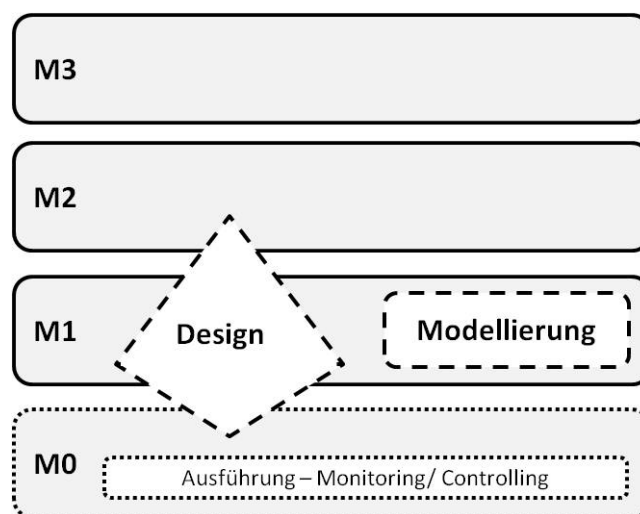 M3
M2
M1
Design
Modellierung
M0
Ausführung – Monitoring/ Controlling